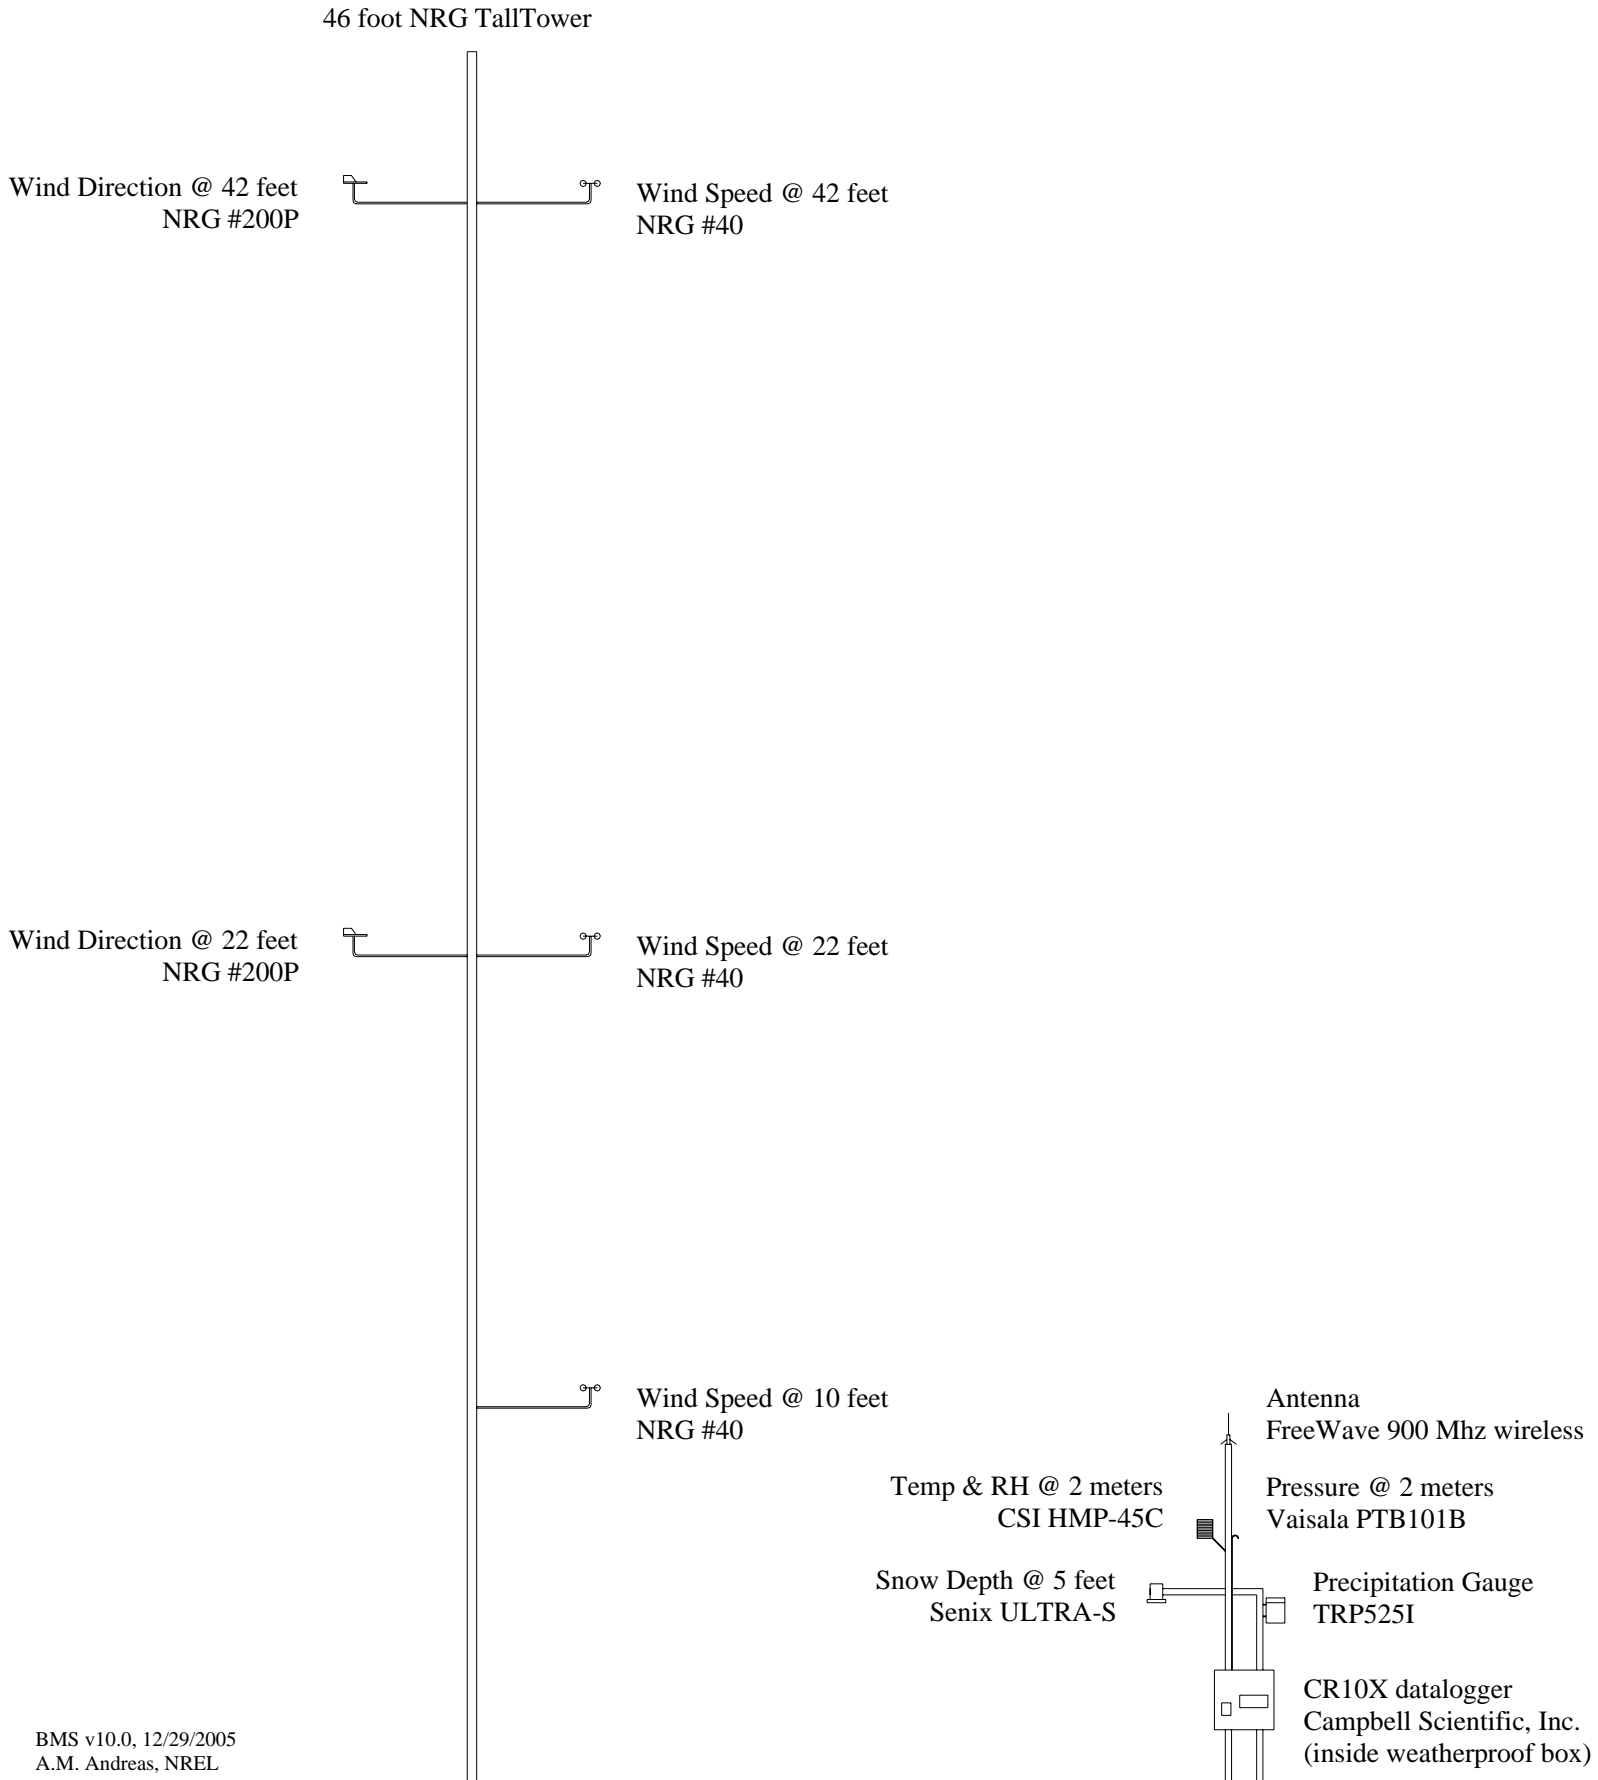 46 foot NRG TallTower
Wind Direction @ 42 feet
NRG #200P
Wind Speed @ 42 feet
NRG #40
Wind Direction @ 22 feet
NRG #200P
Wind Speed @ 22 feet
NRG #40
Wind Speed @ 10 feet
NRG #40
Antenna
FreeWave 900 Mhz wireless
Temp & RH @ 2 meters
CSI HMP-45C
Pressure @ 2 meters
Vaisala PTB101B
Snow Depth @ 5 feet
Senix ULTRA-S
Precipitation Gauge
TRP525I
CR10X datalogger
Campbell Scientific, Inc.
(inside weatherproof box)
BMS v10.0, 12/29/2005
A.M. Andreas, NREL